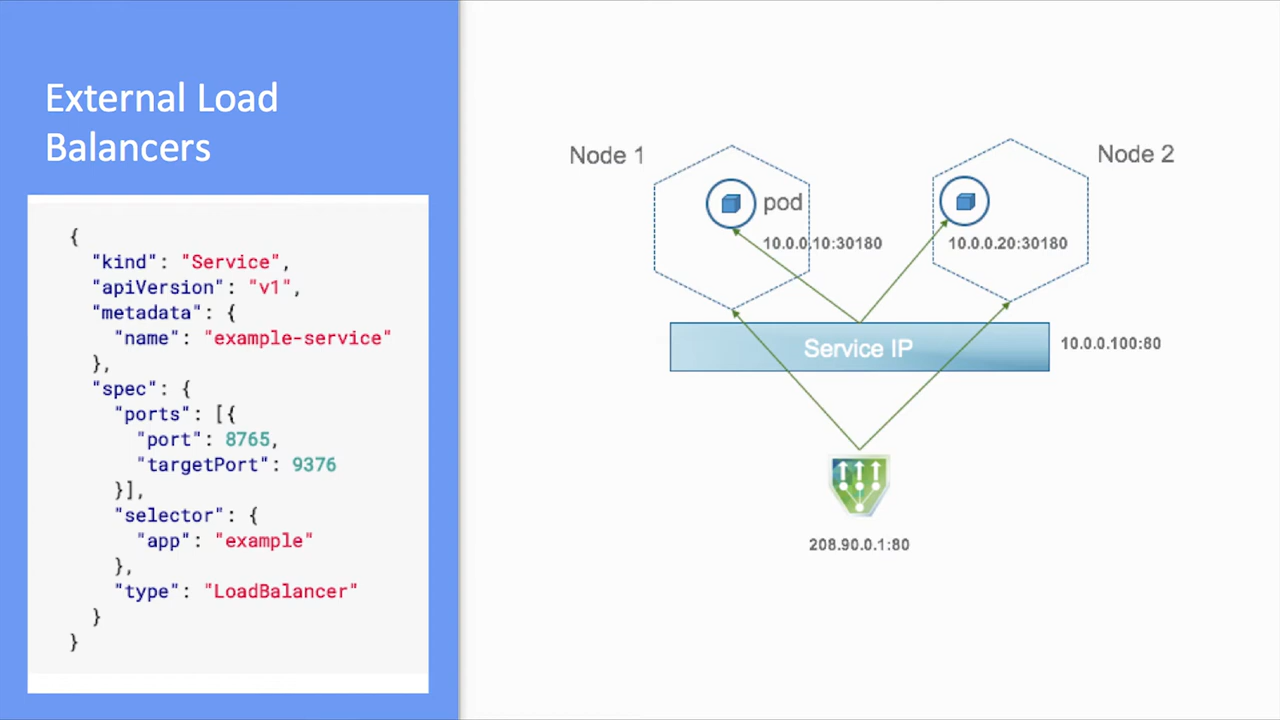 External Load
Balancers
{
"kind": "Service",
"apiVersion": "v1",
"metadata": {
"name": "example-service"
},
"spec": {
"ports": [{
"port": 8765,
"targetPort": 9376
}],
"selector": {
"app": "example"
},
"type": "LoadBalancer"
}
}
Node 1
Node 2
pod
10.0.0.10:30180
10.0.0.20:30180
Service IP
10.0.0.100:80
208.90.0.1:80